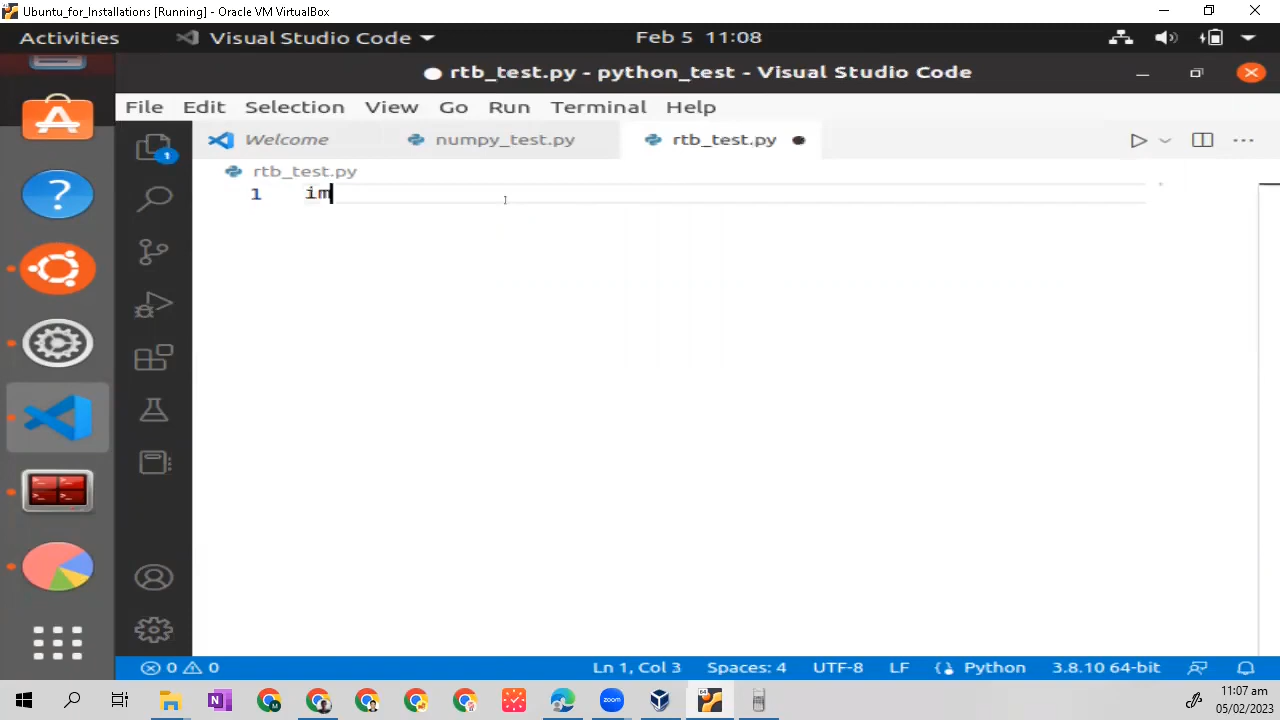 Ubuntu_for_Installations [Running] - Oracle VM VirtualBox
Activities Visual Studio Code Feb 5 11:08
rtb_test.py - python_test - Visual Studio Code
File Edit Selection View Go Run Terminal Help
Welcome numpy_test.py rtb_test.py
rtb_test.py
1 im
1
0 0 Ln 1, Col 3 Spaces: 4 UTF-8 LF Python 3.8.10 64-bit
zoom
64
11:07 am
05/02/2023